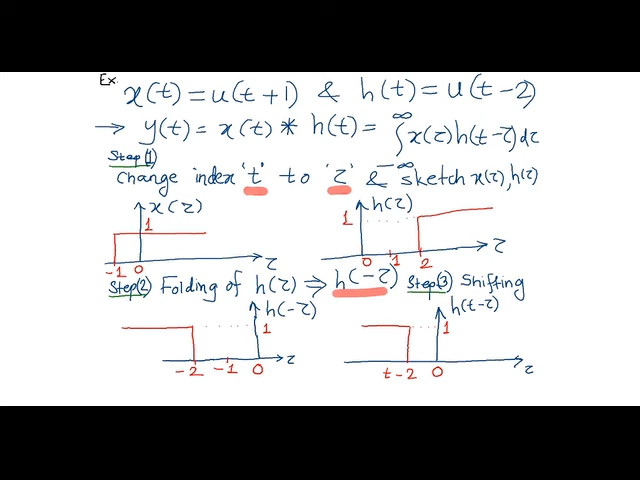 Ex.
x(t) = u(t+1) & h(t) = u(t-2)
→ y(t) = x(t) * h(t) = ∫_{-∞}^{∞} x(τ)h(t-τ)dτ
Step(1)
change index 't' to 'τ' & sketch x(τ), h(τ)
x(τ)
1
-1 0 τ
h(τ)
1
0 1 2 τ
Step(2) Folding of h(τ) ⇒ h(-τ)
h(-τ)
1
-2 -1 0 τ
Step(3) Shifting
h(t-τ)
1
t-2 0 τ